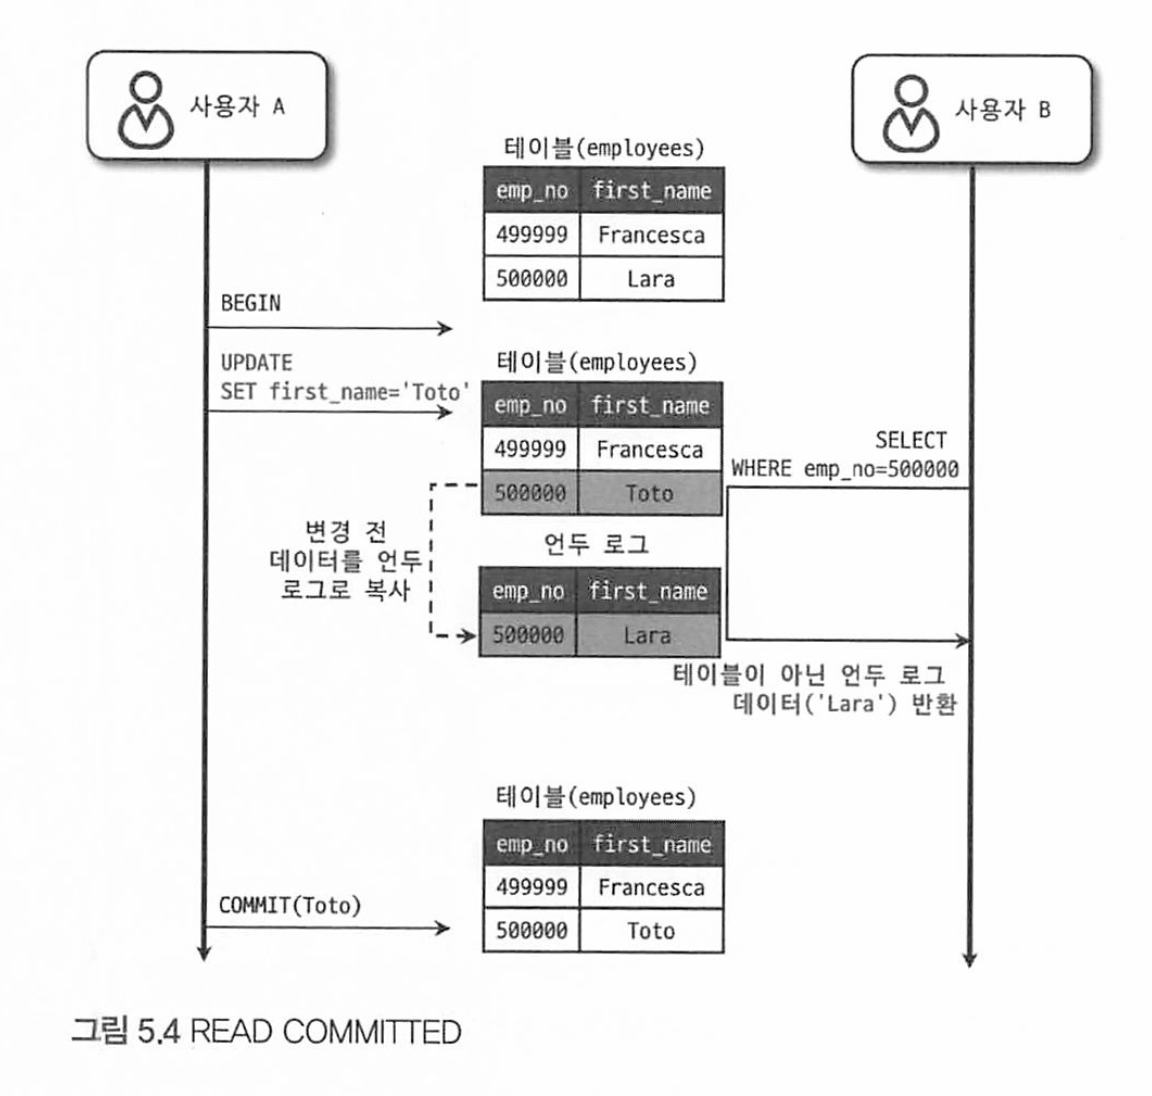 사용자 A
사용자 B
테이블(employees)
emp_no first_name
499999 Francesca
500000 Lara
BEGIN
UPDATE
SET first_name='Toto'
테이블(employees)
emp_no first_name
499999 Francesca
500000 Toto
SELECT
WHERE emp_no=500000
변경 전
데이터를 언두
로그로 복사
언두 로그
emp_no first_name
500000 Lara
테이블이 아닌 언두 로그
데이터('Lara') 반환
테이블(employees)
emp_no first_name
499999 Francesca
500000 Toto
COMMIT(Toto)
그림 5.4 READ COMMITTED